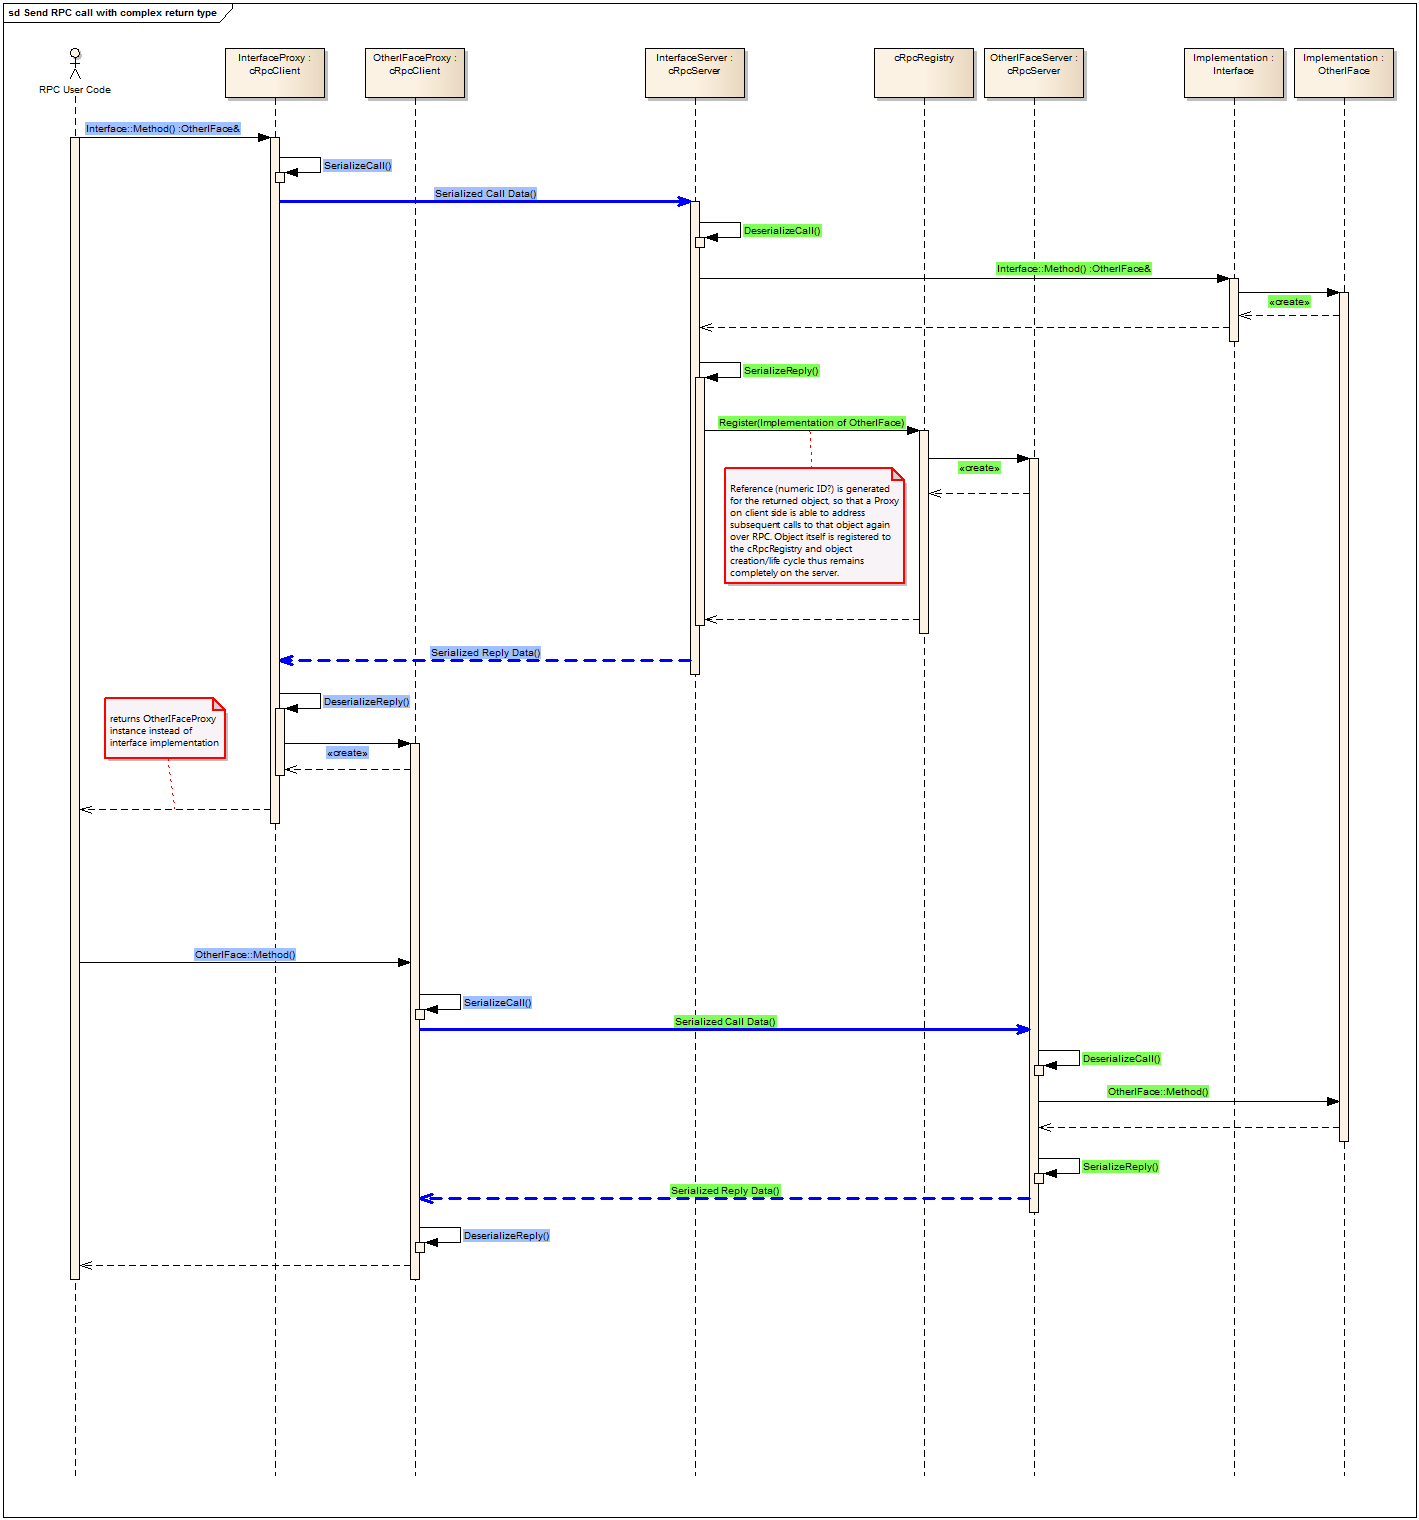 sd Send RPC call with complex return type
RPC User Code
InterfaceProxy :
cRpcClient
OtherIFaceProxy :
cRpcClient
InterfaceServer :
cRpcServer
cRpcRegistry
OtherIFaceServer :
cRpcServer
Implementation :
Interface
Implementation :
OtherIFace
Interface::Method() :OtherIFace&
SerializeCall()
Serialized Call Data()
DeserializeCall()
Interface::Method() :OtherIFace&
«create»
SerializeReply()
Register(Implementation of OtherIFace)
«create»
Reference (numeric ID?) is generated
for the returned object, so that a Proxy
on client side is able to address
subsequent calls to that object again
over RPC. Object itself is registered to
the cRpcRegistry and object
creation/life cycle thus remains
completely on the server.
Serialized Reply Data()
DeserializeReply()
returns OtherIFaceProxy
instance instead of
interface implementation
«create»
OtherIFace::Method()
SerializeCall()
Serialized Call Data()
DeserializeCall()
OtherIFace::Method()
SerializeReply()
Serialized Reply Data()
DeserializeReply()